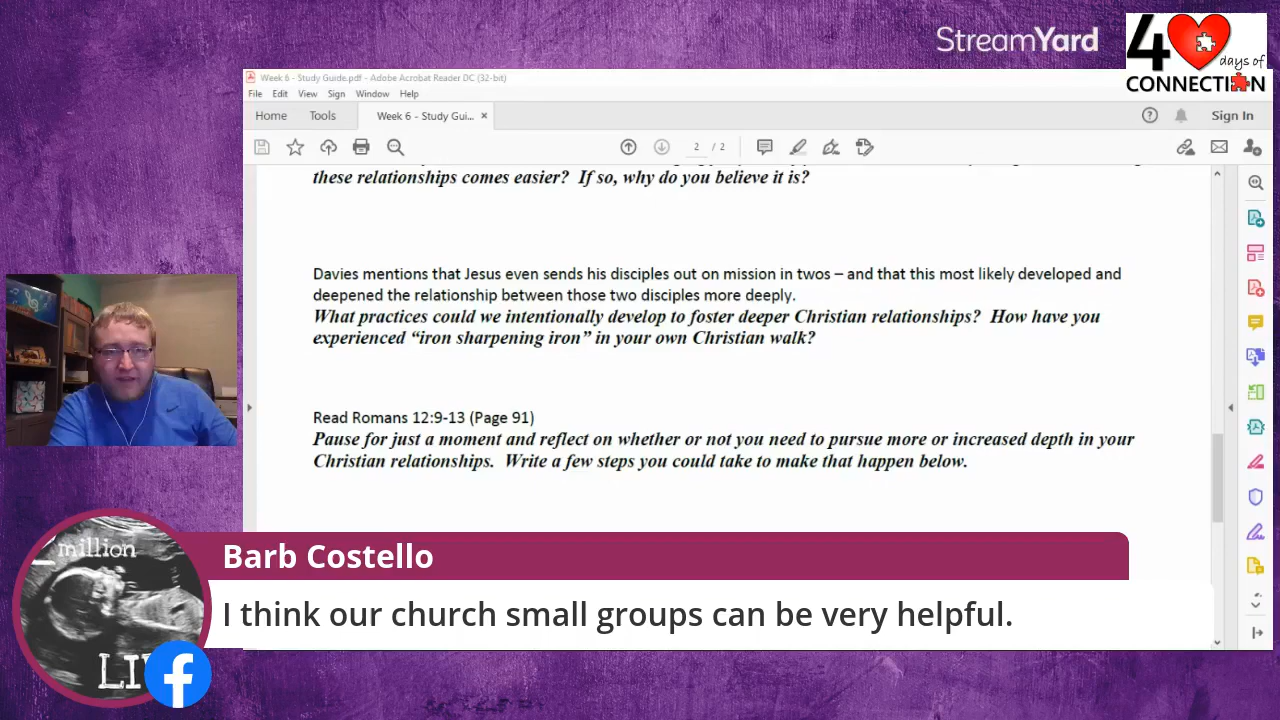 StreamYard
40 days of
CONNECTION
Week 6 - Study Guide.pdf - Adobe Acrobat Reader DC (32-bit)
File Edit View Sign Window Help
Home Tools Week 6 - Study Gui... × Sign In
2 / 2
these relationships comes easier? If so, why do you believe it is?
Davies mentions that Jesus even sends his disciples out on mission in twos – and that this most likely developed and
deepened the relationship between those two disciples more deeply.
What practices could we intentionally develop to foster deeper Christian relationships? How have you
experienced “iron sharpening iron” in your own Christian walk?
Read Romans 12:9-13 (Page 91)
Pause for just a moment and reflect on whether or not you need to pursue more or increased depth in your
Christian relationships. Write a few steps you could take to make that happen below.
million
Barb Costello
I think our church small groups can be very helpful.